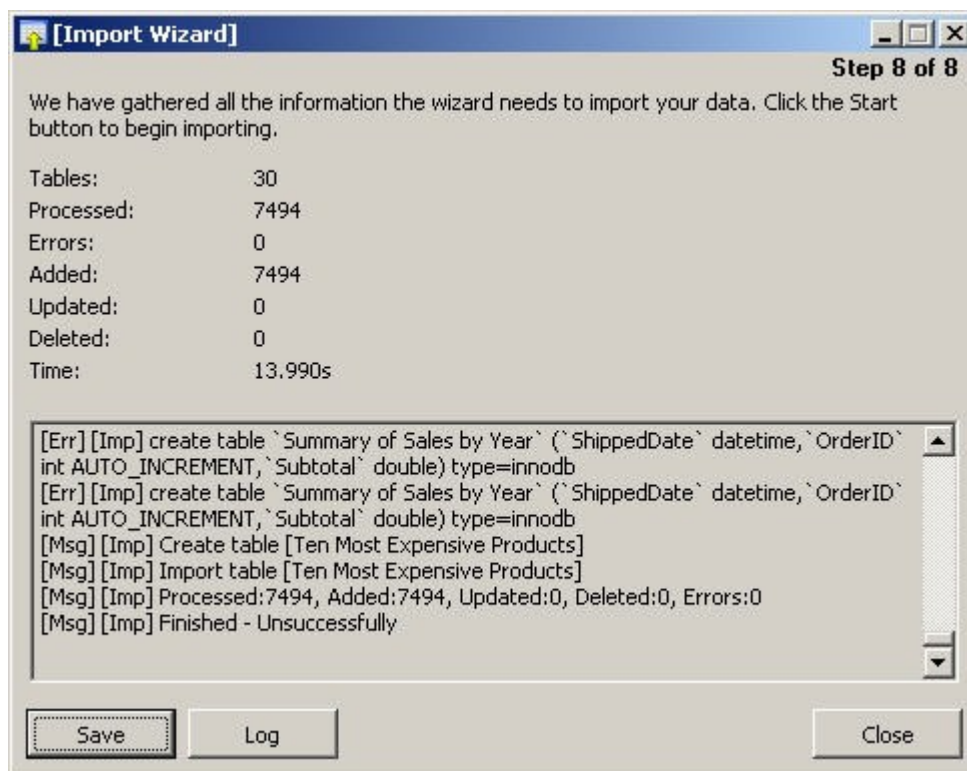 [Import Wizard]
Step 8 of 8
We have gathered all the information the wizard needs to import your data. Click the Start
button to begin importing.
Tables: 30
Processed: 7494
Errors: 0
Added: 7494
Updated: 0
Deleted: 0
Time: 13.990s
[Err] [Imp] create table `Summary of Sales by Year` (`ShippedDate` datetime,`OrderID`
int AUTO_INCREMENT,`Subtotal` double) type=innodb
[Err] [Imp] create table `Summary of Sales by Year` (`ShippedDate` datetime,`OrderID`
int AUTO_INCREMENT,`Subtotal` double) type=innodb
[Msg] [Imp] Create table [Ten Most Expensive Products]
[Msg] [Imp] Import table [Ten Most Expensive Products]
[Msg] [Imp] Processed:7494, Added:7494, Updated:0, Deleted:0, Errors:0
[Msg] [Imp] Finished - Unsuccessfully
Save Log Close